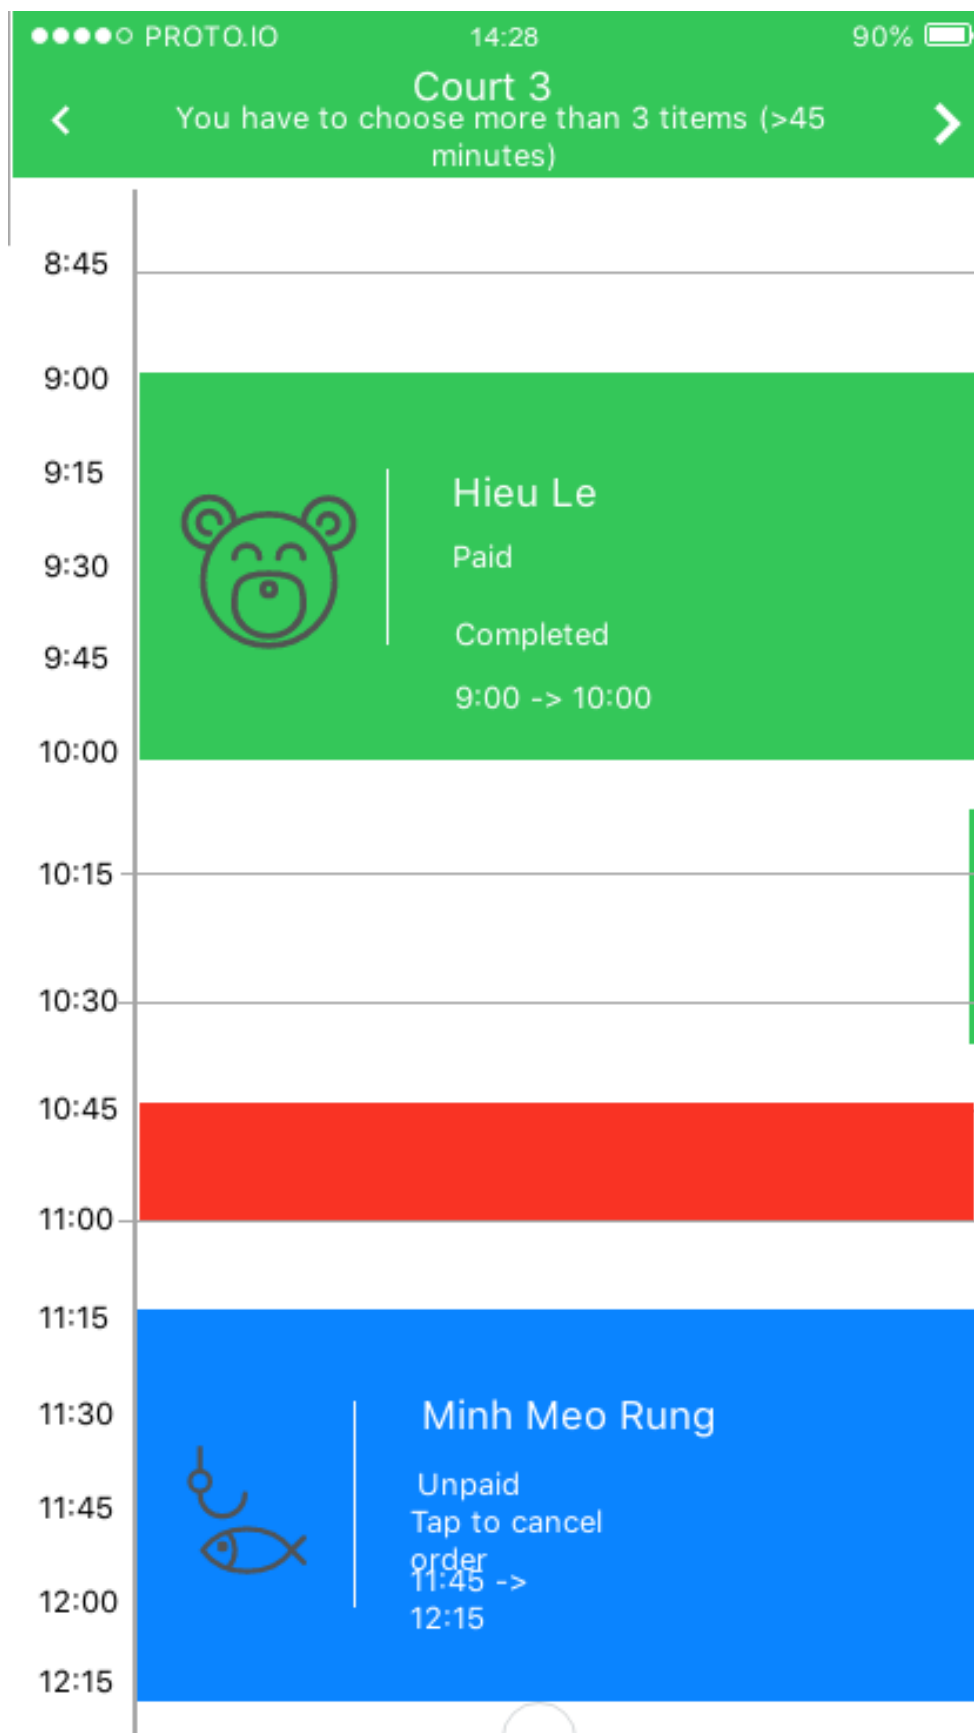 PROTO.IO 14:28 90%
Court 3
You have to choose more than 3 titems (>45
minutes)
8:45
9:00
9:15
Hieu Le
9:30
Paid
Completed
9:45
9:00 -> 10:00
10:00
10:15
10:30
10:45
11:00
11:15
11:30
Minh Meo Rung
Unpaid
11:45
Tap to cancel
order
11:45 ->
12:00
12:15
12:15